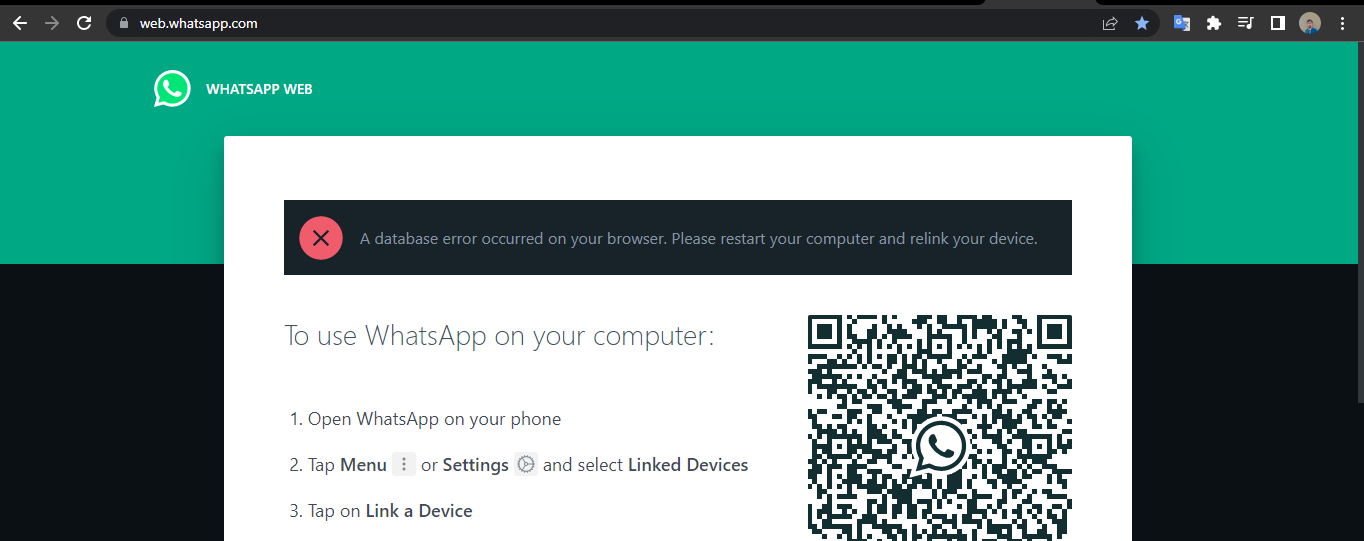 web.whatsapp.com
WHATSAPP WEB
A database error occurred on your browser. Please restart your computer and relink your device.
To use WhatsApp on your computer:
1. Open WhatsApp on your phone
2. Tap Menu or Settings and select Linked Devices
3. Tap on Link a Device